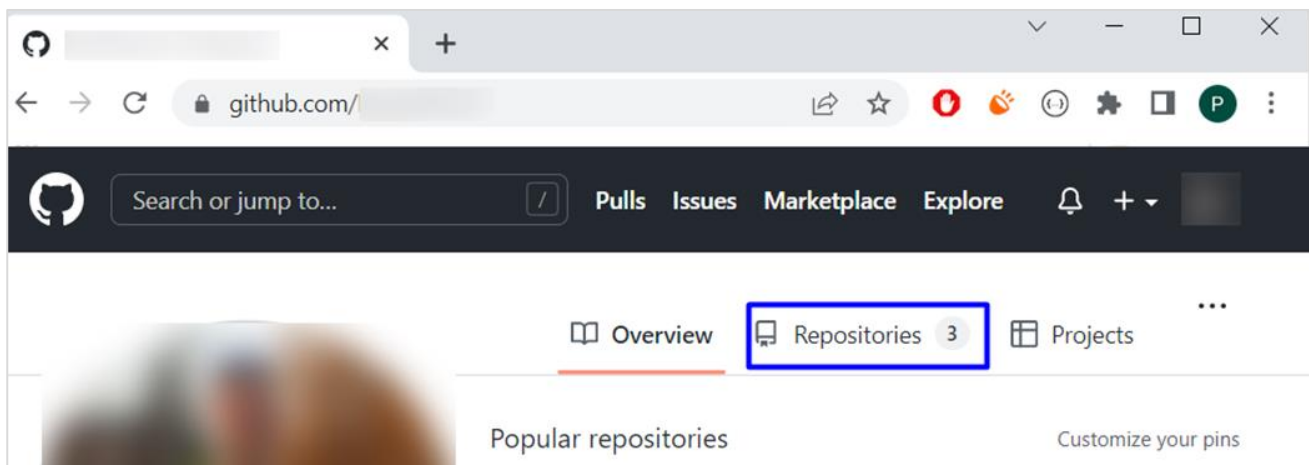 github.com/
P
Search or jump to... / Pulls Issues Marketplace Explore
Overview Repositories 3 Projects
Popular repositories Customize your pins